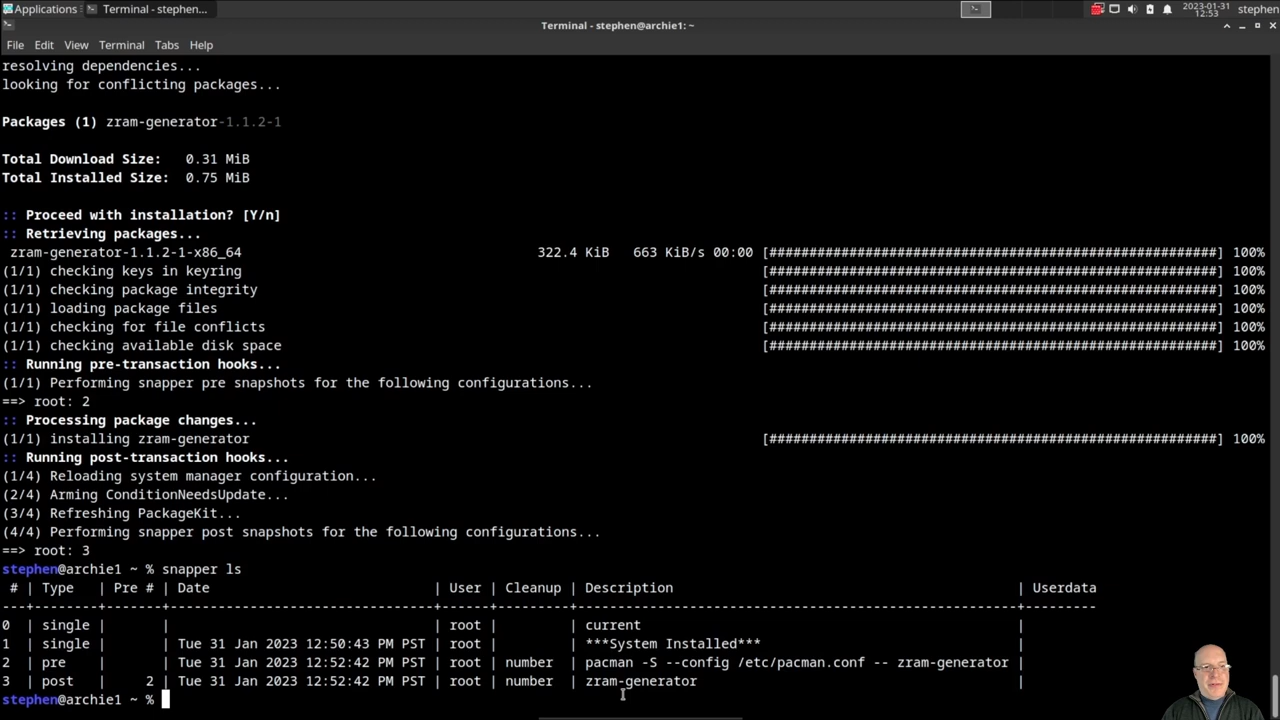 Applications Terminal - stephen... 2023-01-31 12:53 stephen
Terminal - stephen@archie1: ~
File Edit View Terminal Tabs Help
resolving dependencies...
looking for conflicting packages...
Packages (1) zram-generator-1.1.2-1
Total Download Size:   0.31 MiB
Total Installed Size:  0.75 MiB
:: Proceed with installation? [Y/n]
:: Retrieving packages...
 zram-generator-1.1.2-1-x86_64 322.4 KiB   663 KiB/s 00:00 [########################################################] 100%
(1/1) checking keys in keyring [########################################################] 100%
(1/1) checking package integrity [########################################################] 100%
(1/1) loading package files [########################################################] 100%
(1/1) checking for file conflicts [########################################################] 100%
(1/1) checking available disk space [########################################################] 100%
:: Running pre-transaction hooks...
(1/1) Performing snapper pre snapshots for the following configurations...
==> root: 2
:: Processing package changes...
(1/1) installing zram-generator [########################################################] 100%
:: Running post-transaction hooks...
(1/4) Reloading system manager configuration...
(2/4) Arming ConditionNeedsUpdate...
(3/4) Refreshing PackageKit...
(4/4) Performing snapper post snapshots for the following configurations...
==> root: 3
stephen@archie1 ~ % snapper ls
 # | Type   | Pre # | Date                            | User | Cleanup | Description                                          | Userdata
---+--------+-------+---------------------------------+------+---------+------------------------------------------------------+---------
0  | single |       |                                 | root |         | current                                              |
1  | single |       | Tue 31 Jan 2023 12:50:43 PM PST | root |         | ***System Installed***                               |
2  | pre    |       | Tue 31 Jan 2023 12:52:42 PM PST | root | number  | pacman -S --config /etc/pacman.conf -- zram-generator |
3  | post   |     2 | Tue 31 Jan 2023 12:52:42 PM PST | root | number  | zram-generator                                       |
stephen@archie1 ~ %